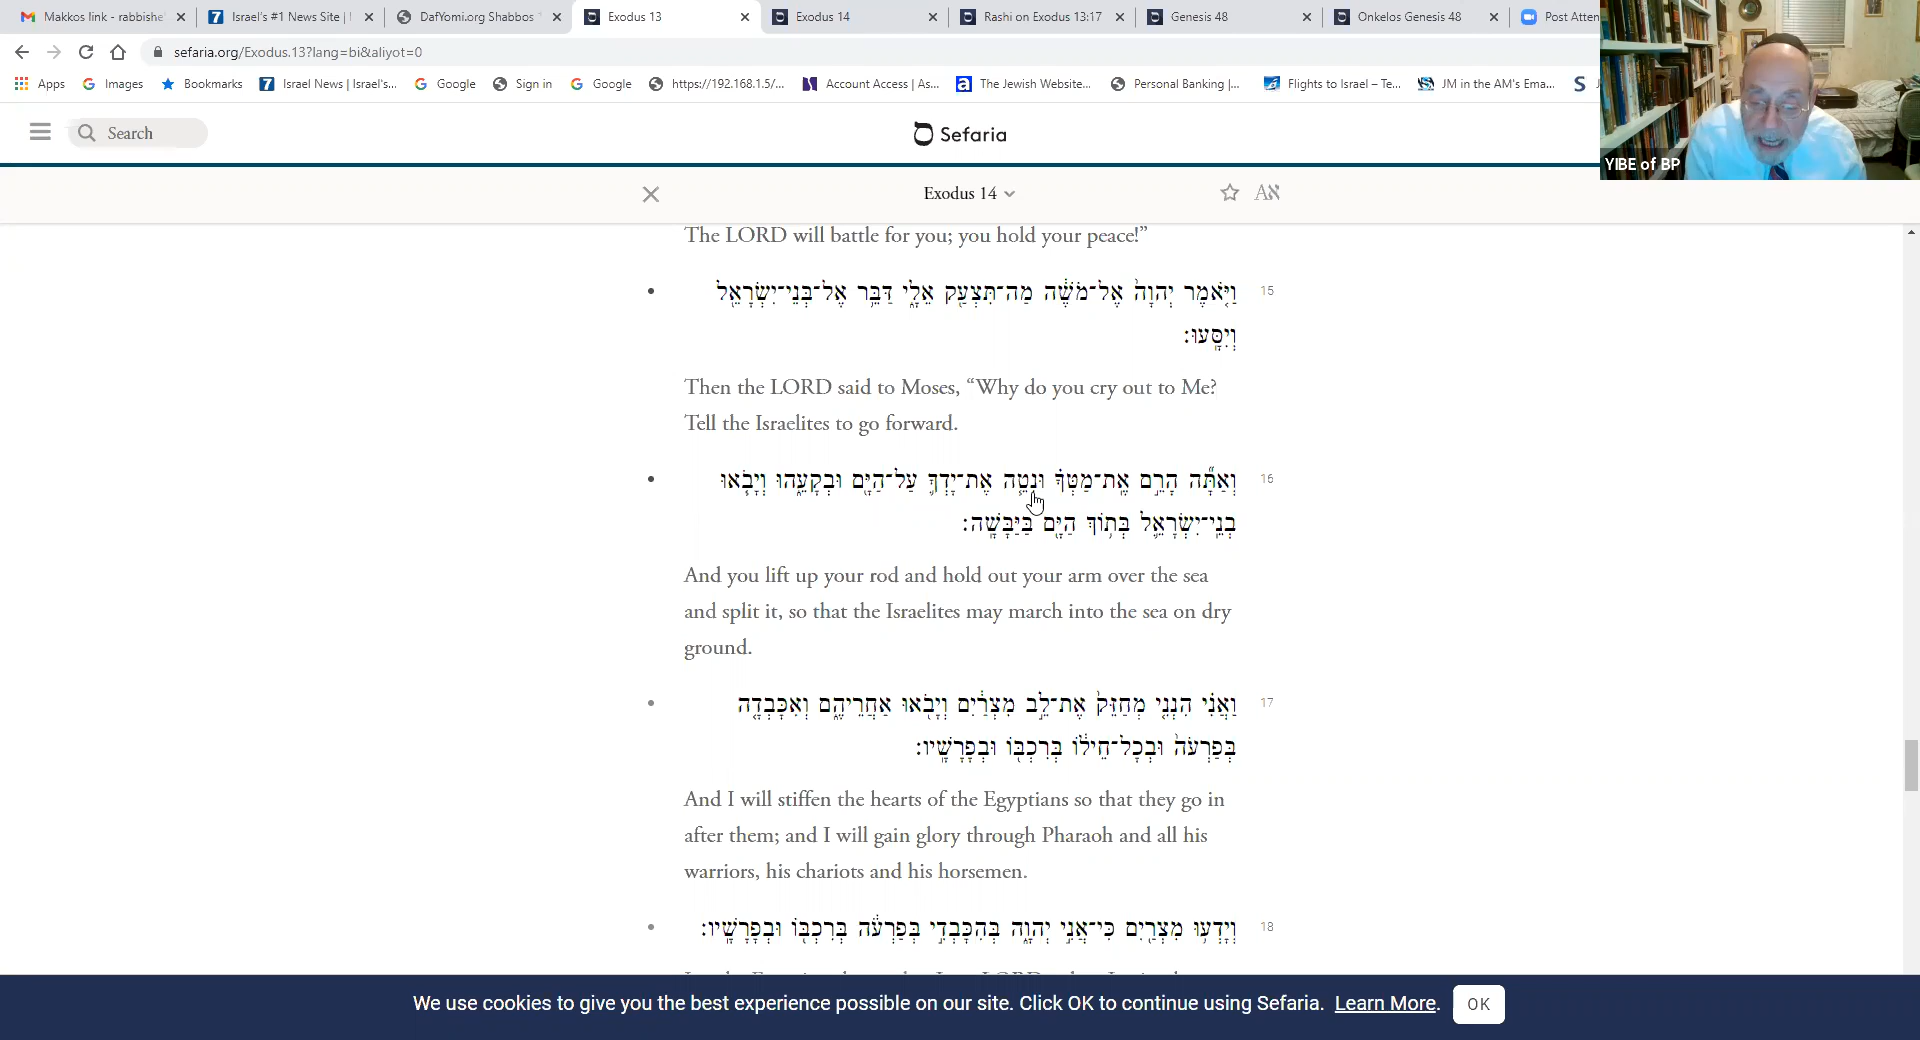 Makkos link - rabbishe
Israel's #1 News Site |
DafYomi.org Shabbos
Exodus 13
Exodus 14
Rashi on Exodus 13:17
Genesis 48
Onkelos Genesis 48
Post Atten
sefaria.org/Exodus.13?lang=bi&aliyot=0
Apps
Images
Bookmarks
Israel News | Israel's...
Google
Sign in
Google
https://192.168.1.5/...
Account Access | As...
The Jewish Website...
Personal Banking |...
Flights to Israel – Te...
JM in the AM's Ema...
YIBE of BP
Search
Sefaria
Exodus 14
The LORD will battle for you; you hold your peace!”
15 וַיֹּ֤אמֶר יְהוָה֙ אֶל־מֹשֶׁ֔ה מַה־תִּצְעַ֖ק אֵלָ֑י דַּבֵּ֥ר אֶל־בְּנֵי־יִשְׂרָאֵ֖ל
וְיִסָּֽעוּ׃
Then the LORD said to Moses, “Why do you cry out to Me?
Tell the Israelites to go forward.
16 וְאַתָּ֞ה הָרֵ֣ם אֶֽת־מַטְּךָ֗ וּנְטֵ֧ה אֶת־יָדְךָ֛ עַל־הַיָּ֖ם וּבְקָעֵ֑הוּ וְיָבֹ֧אוּ
בְנֵֽי־יִשְׂרָאֵ֛ל בְּת֥וֹךְ הַיָּ֖ם בַּיַּבָּשָֽׁה׃
And you lift up your rod and hold out your arm over the sea
and split it, so that the Israelites may march into the sea on dry
ground.
17 וַאֲנִ֗י הִנְנִ֤י מְחַזֵּק֙ אֶת־לֵ֣ב מִצְרַ֔יִם וְיָבֹ֖אוּ אַחֲרֵיהֶ֑ם וְאִכָּבְדָ֤ה
בְּפַרְעֹה֙ וּבְכָל־חֵיל֔וֹ בְּרִכְבּ֖וֹ וּבְפָרָשָֽׁיו׃
And I will stiffen the hearts of the Egyptians so that they go in
after them; and I will gain glory through Pharaoh and all his
warriors, his chariots and his horsemen.
18 וְיָדְע֥וּ מִצְרַ֖יִם כִּי־אֲנִ֣י יְהוָ֑ה בְּהִכָּבְדִ֣י בְּפַרְעֹ֔ה בְּרִכְבּ֖וֹ וּבְפָרָשָֽׁיו׃
We use cookies to give you the best experience possible on our site. Click OK to continue using Sefaria. Learn More. OK